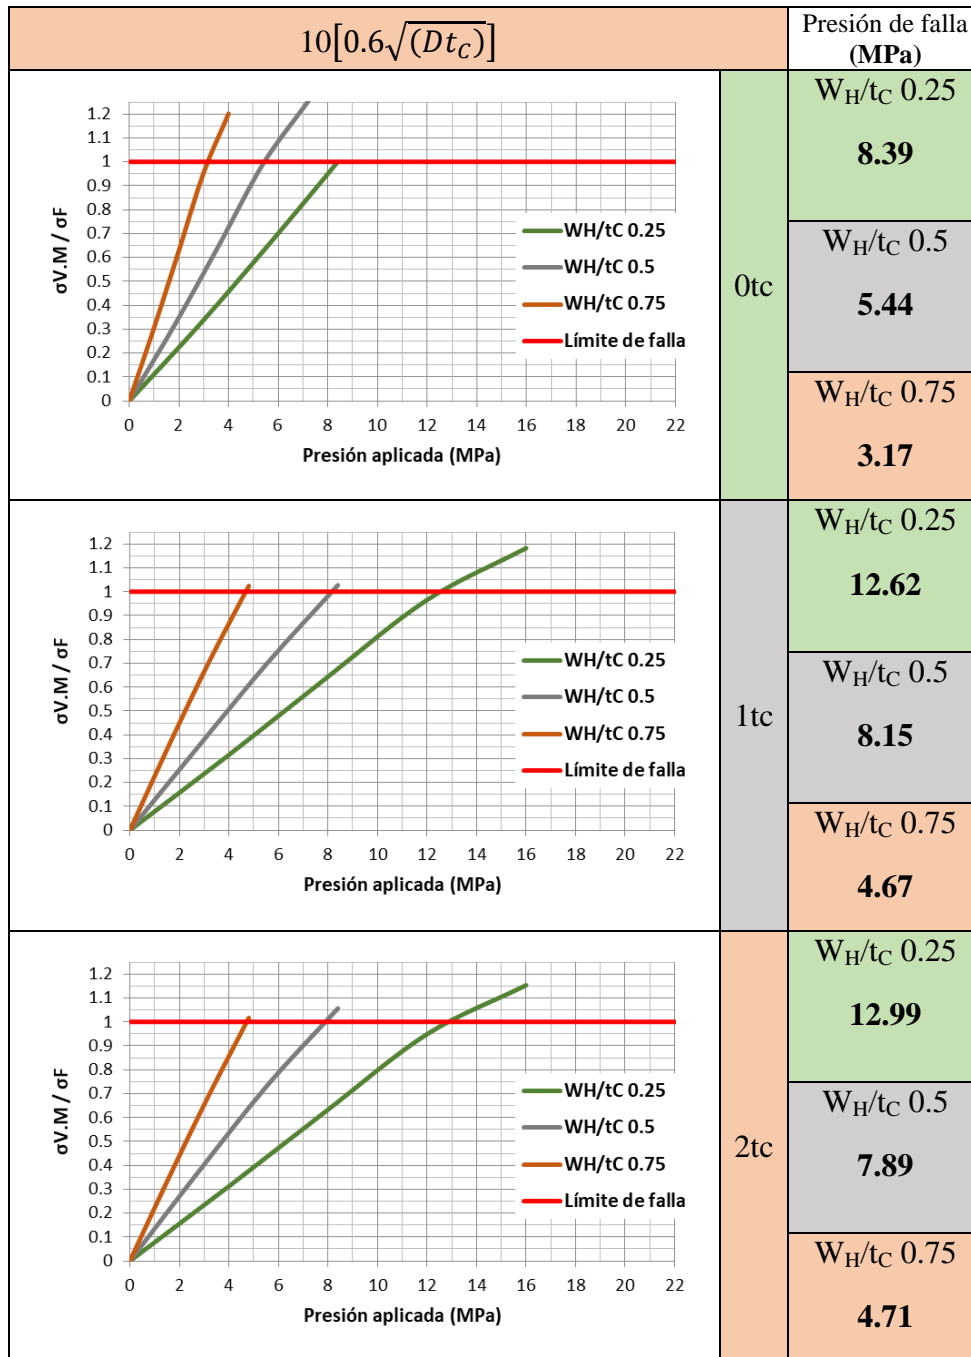 10[0.6√(Dt_C)]
Presión de falla
(MPa)
1.2
1.1
1
0.9
0.8
0.7
0.6
0.5
0.4
0.3
0.2
0.1
0
σV.M / σF
0 2 4 6 8 10 12 14 16 18 20 22
Presión aplicada (MPa)
WH/tC 0.25
WH/tC 0.5
WH/tC 0.75
Límite de falla
0tc
W_H/t_C 0.25
8.39
W_H/t_C 0.5
5.44
W_H/t_C 0.75
3.17
1.2
1.1
1
0.9
0.8
0.7
0.6
0.5
0.4
0.3
0.2
0.1
0
σV.M / σF
0 2 4 6 8 10 12 14 16 18 20 22
Presión aplicada (MPa)
WH/tC 0.25
WH/tC 0.5
WH/tC 0.75
Límite de falla
1tc
W_H/t_C 0.25
12.62
W_H/t_C 0.5
8.15
W_H/t_C 0.75
4.67
1.2
1.1
1
0.9
0.8
0.7
0.6
0.5
0.4
0.3
0.2
0.1
0
σV.M / σF
0 2 4 6 8 10 12 14 16 18 20 22
Presión aplicada (MPa)
WH/tC 0.25
WH/tC 0.5
WH/tC 0.75
Límite de falla
2tc
W_H/t_C 0.25
12.99
W_H/t_C 0.5
7.89
W_H/t_C 0.75
4.71